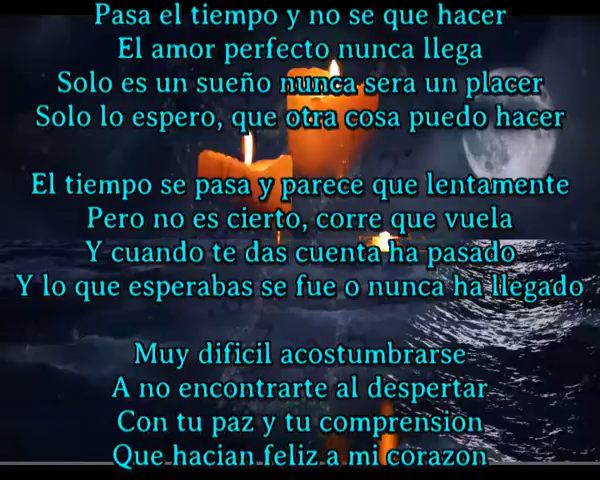 Pasa el tiempo y no se que hacer
El amor perfecto nunca llega
Solo es un sueño nunca sera un placer
Solo lo espero, que otra cosa puedo hacer
El tiempo se pasa y parece que lentamente
Pero no es cierto, corre que vuela
Y cuando te das cuenta ha pasado
Y lo que esperabas se fue o nunca ha llegado
Muy dificil acostumbrarse
A no encontrarte al despertar
Con tu paz y tu comprension
Que hacian feliz a mi corazon